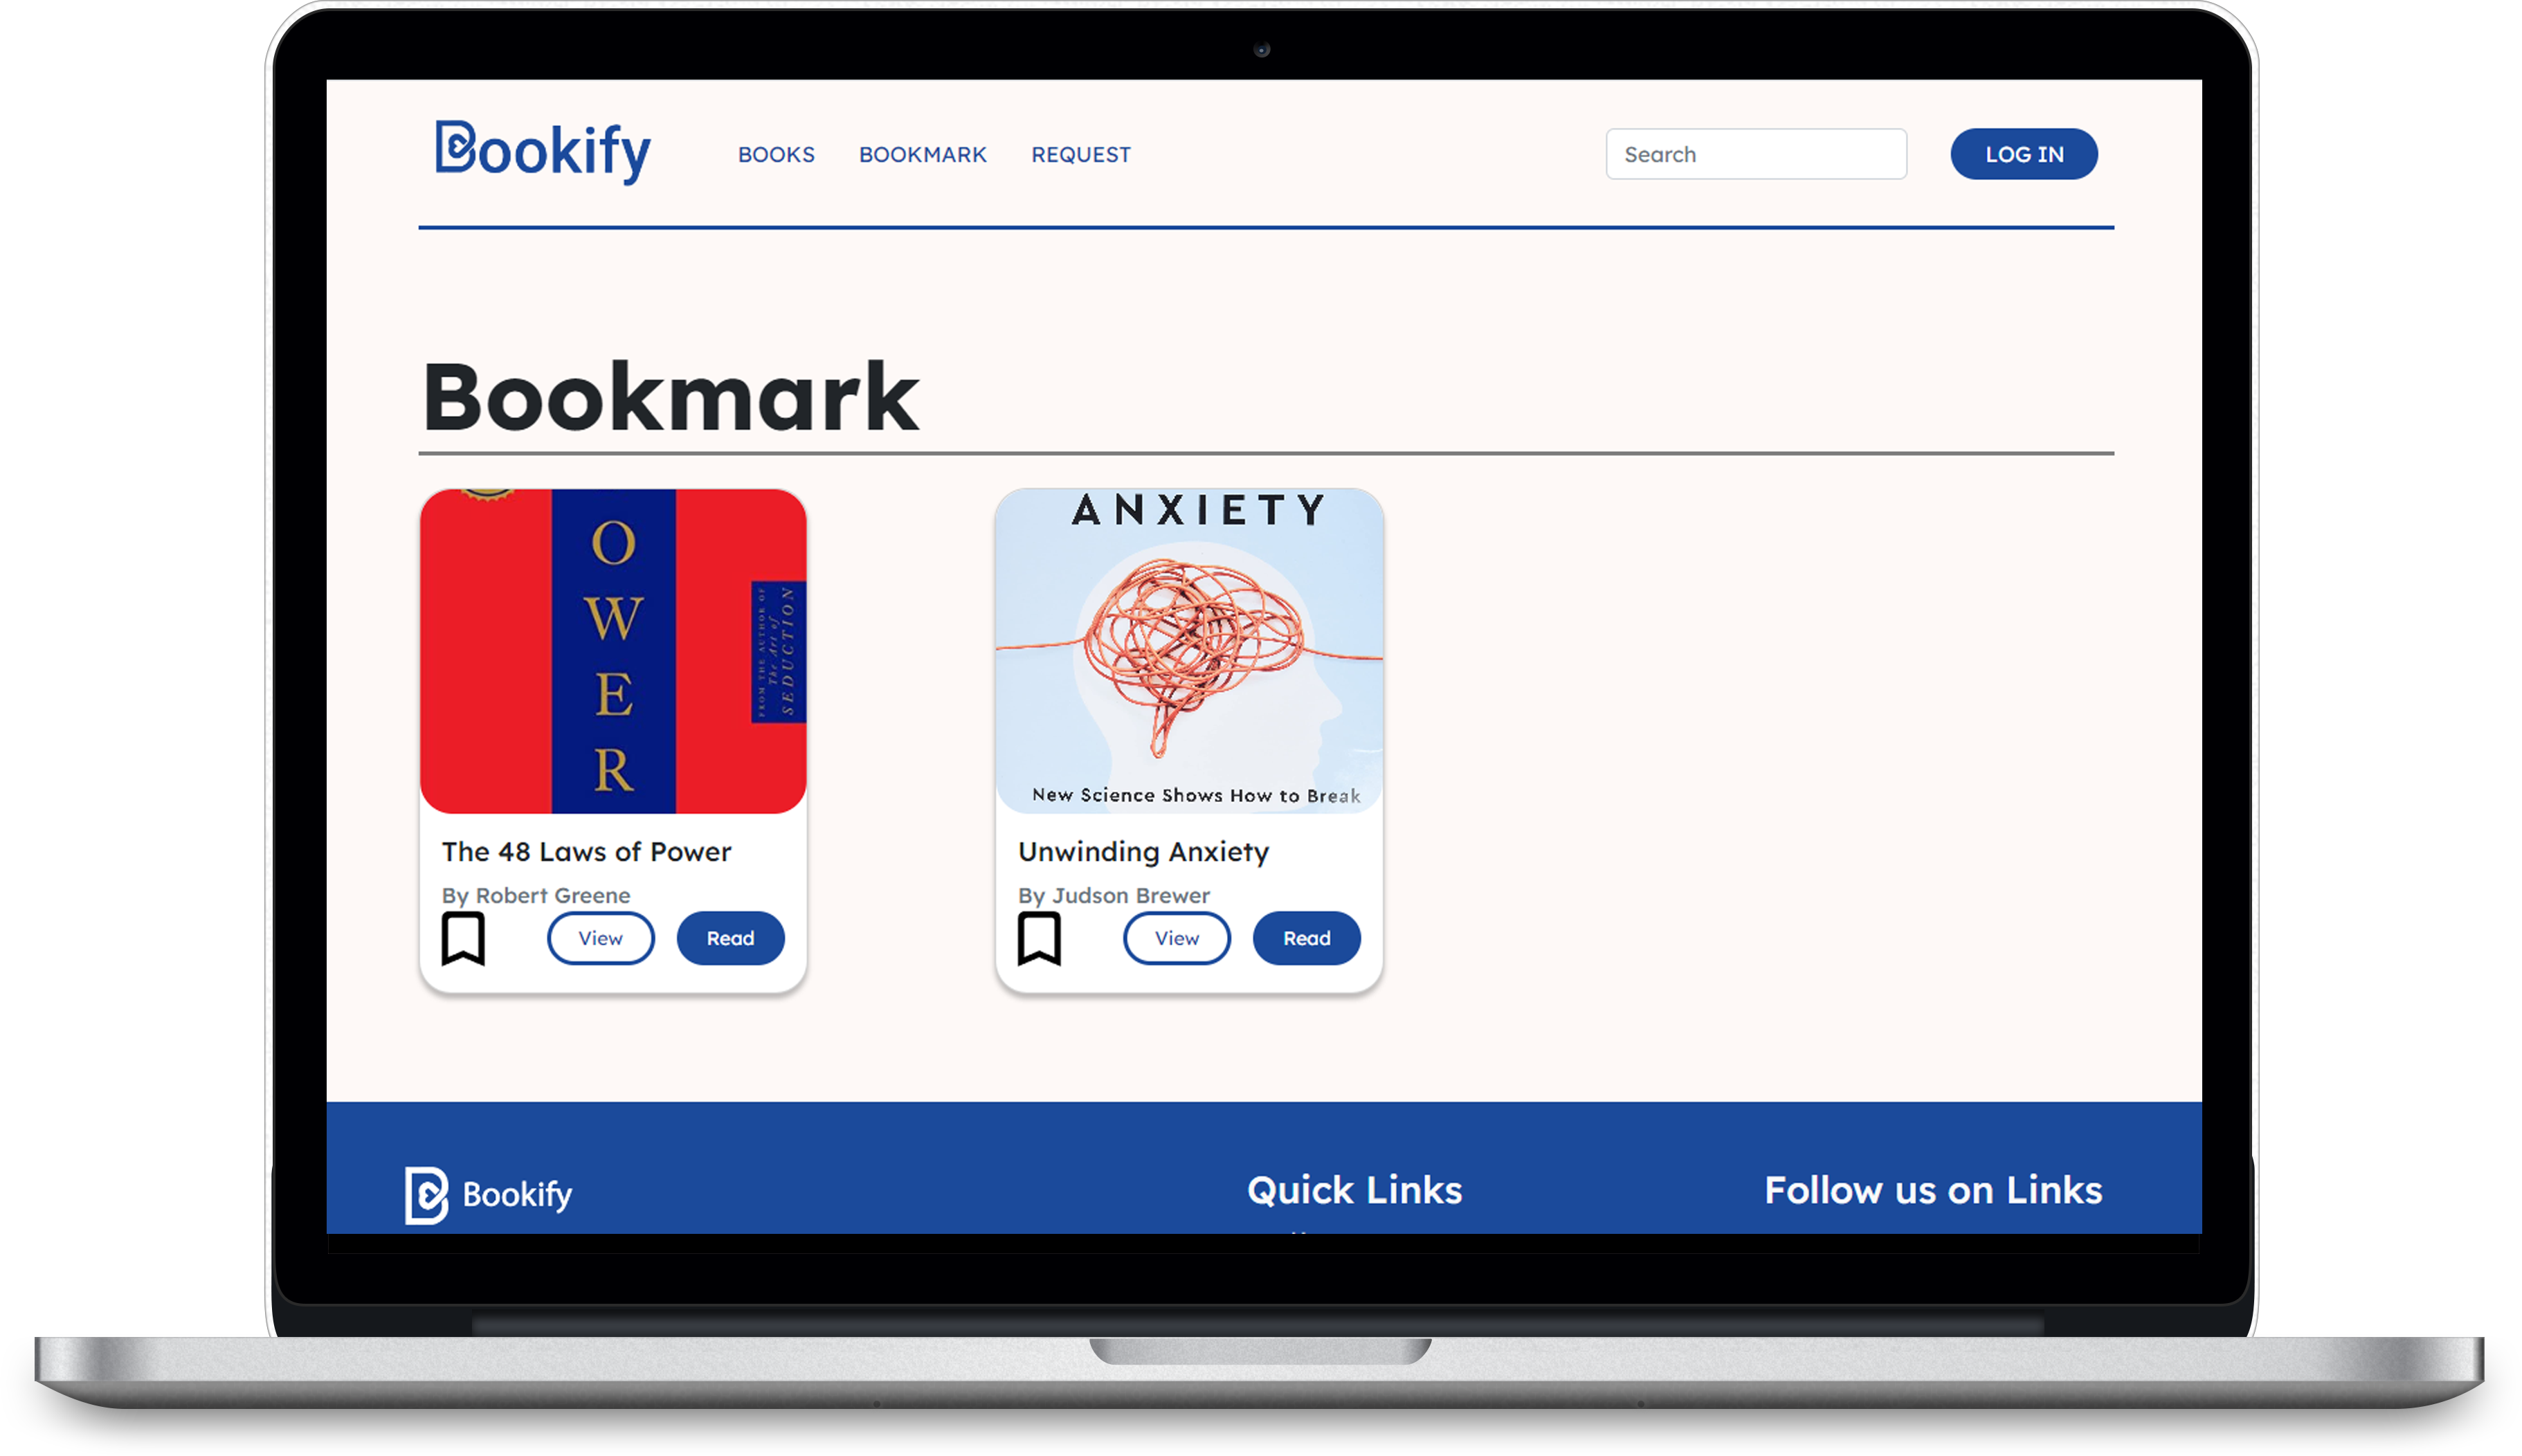 Bookify
BOOKS
BOOKMARK
REQUEST
Search
LOG IN
Bookmark
O
W
E
R
FROM THE AUTHOR OF
The Art of
SEDUCTION
The 48 Laws of Power
By Robert Greene
View
Read
ANXIETY
New Science Shows How to Break
Unwinding Anxiety
By Judson Brewer
View
Read
Bookify
Quick Links
Follow us on Links